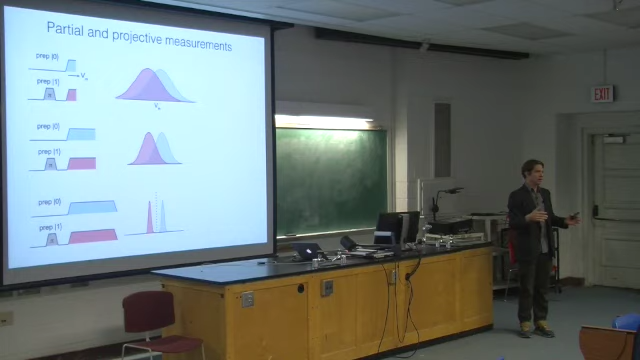 Partial and projective measurements
prep |0⟩
prep |1⟩
π
V
V
prep |0⟩
prep |1⟩
π
prep |0⟩
prep |1⟩
π
EXIT